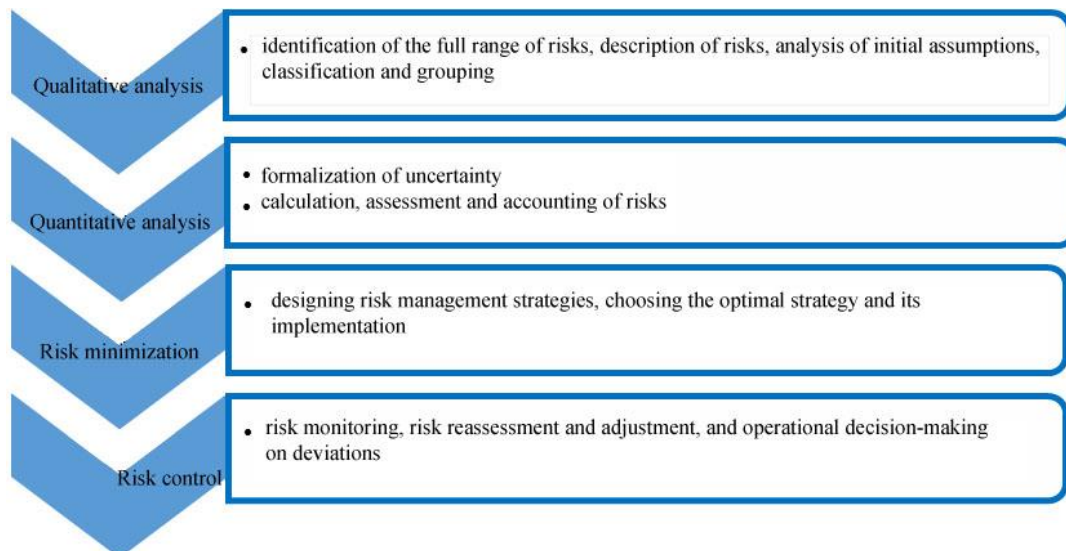 Qualitative analysis
• identification of the full range of risks, description of risks, analysis of initial assumptions,
classification and grouping
Quantitative analysis
• formalization of uncertainty
• calculation, assessment and accounting of risks
Risk minimization
• designing risk management strategies, choosing the optimal strategy and its
implementation
Risk control
• risk monitoring, risk reassessment and adjustment, and operational decision-making
on deviations